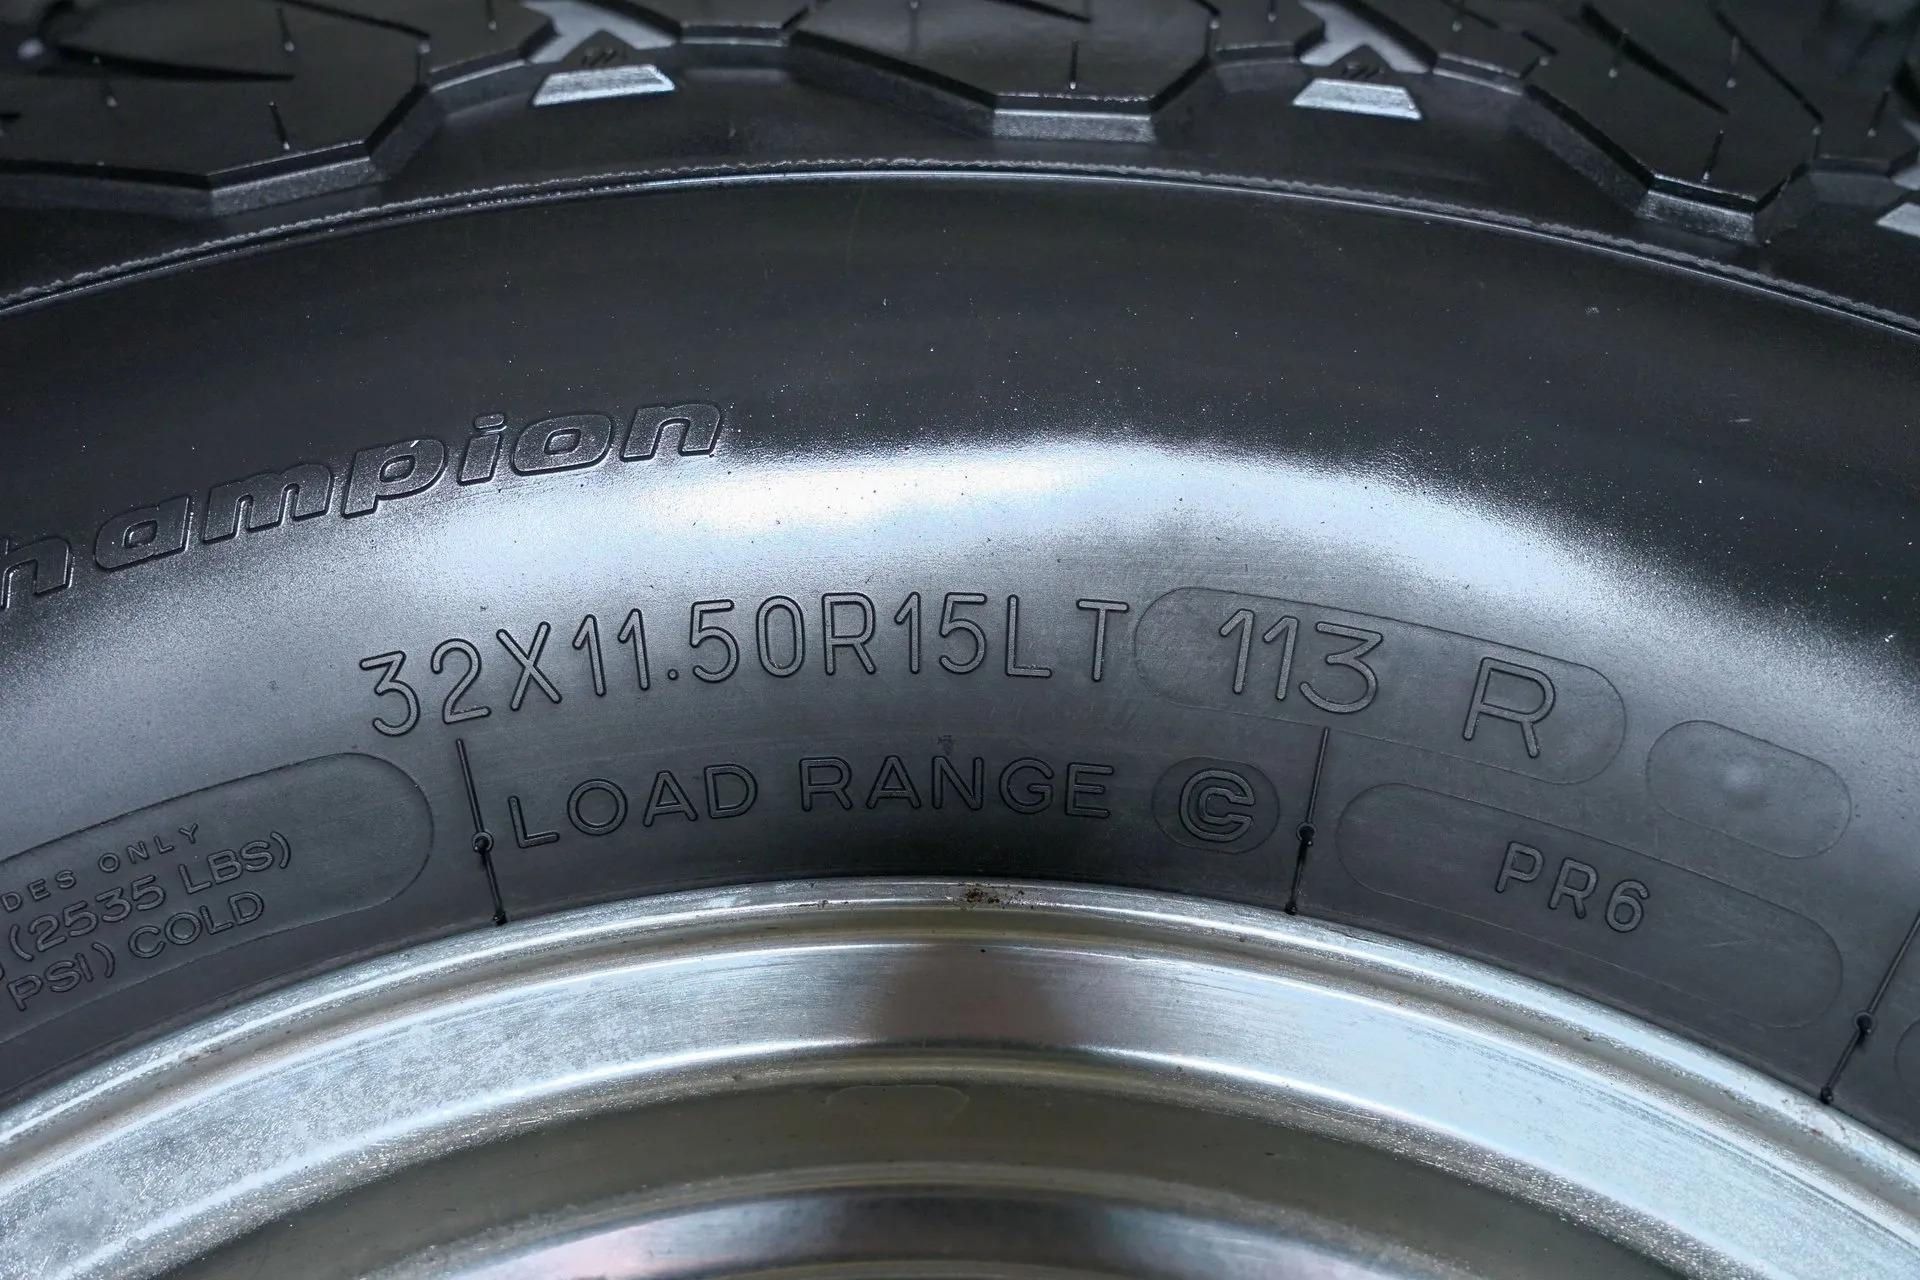 hampion
32X11.50R15LT 113 R
LOAD RANGE C
PR6
DES ONLY
(2535 LBS)
PSI) COLD